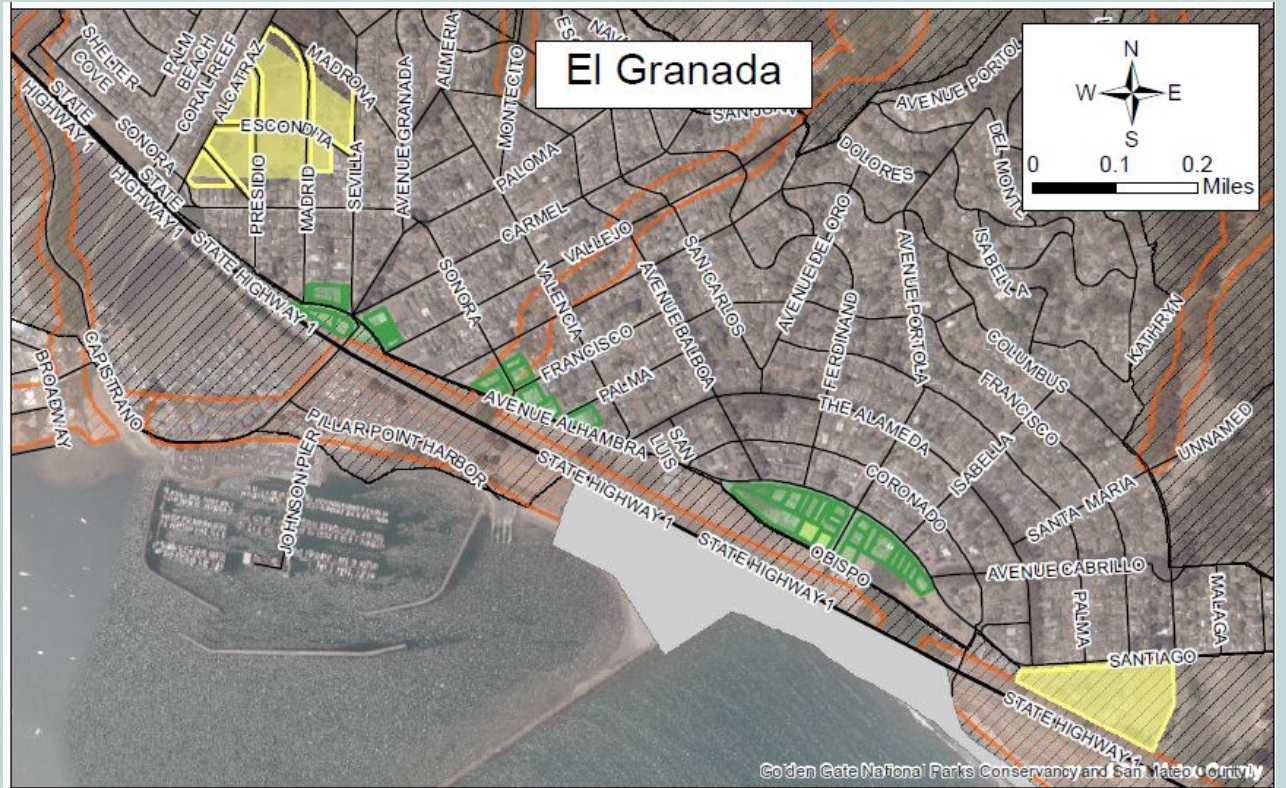 El Granada
N
W E
S
0 0.1 0.2
Miles
SHELTER
COVE
PALM
BEACH
CORAL REEF
ALCATRAZ
MADRONA
AVENUE GRANADA
ALMERIA
MONTECITO
SAN JUAN
AVENUE PORTOLA
DEL MONTE
DOLORES
STATE
HIGHWAY 1
SONORA
ESCONDITA
PRESIDIO
MADRID
SEVILLA
PALOMA
CARMEL
VALLEJO
SONORA
VALENCIA
SAN CARLOS
AVENUE BALBOA
AVENUE DEL ORO
FERDINAND
AVENUE PORTOLA
ISABELLA
COLUMBUS
FRANCISCO
KATHRYN
STATE
HIGHWAY 1
STATE HIGHWAY 1
BROADWAY
CAPISTRANO
FRANCISCO
PALMA
AVENUE ALHAMBRA
SAN
LUIS
THE ALAMEDA
CORONADO
ISABELLA
SANTA MARIA
UNNAMED
PILLAR POINT HARBOR
JOHNSON PIER
STATE HIGHWAY 1
STATE HIGHWAY 1
OBISPO
AVENUE CABRILLO
PALMA
MALAGA
SANTIAGO
STATE HIGHWAY 1
Golden Gate National Parks Conservancy and San Mateo County